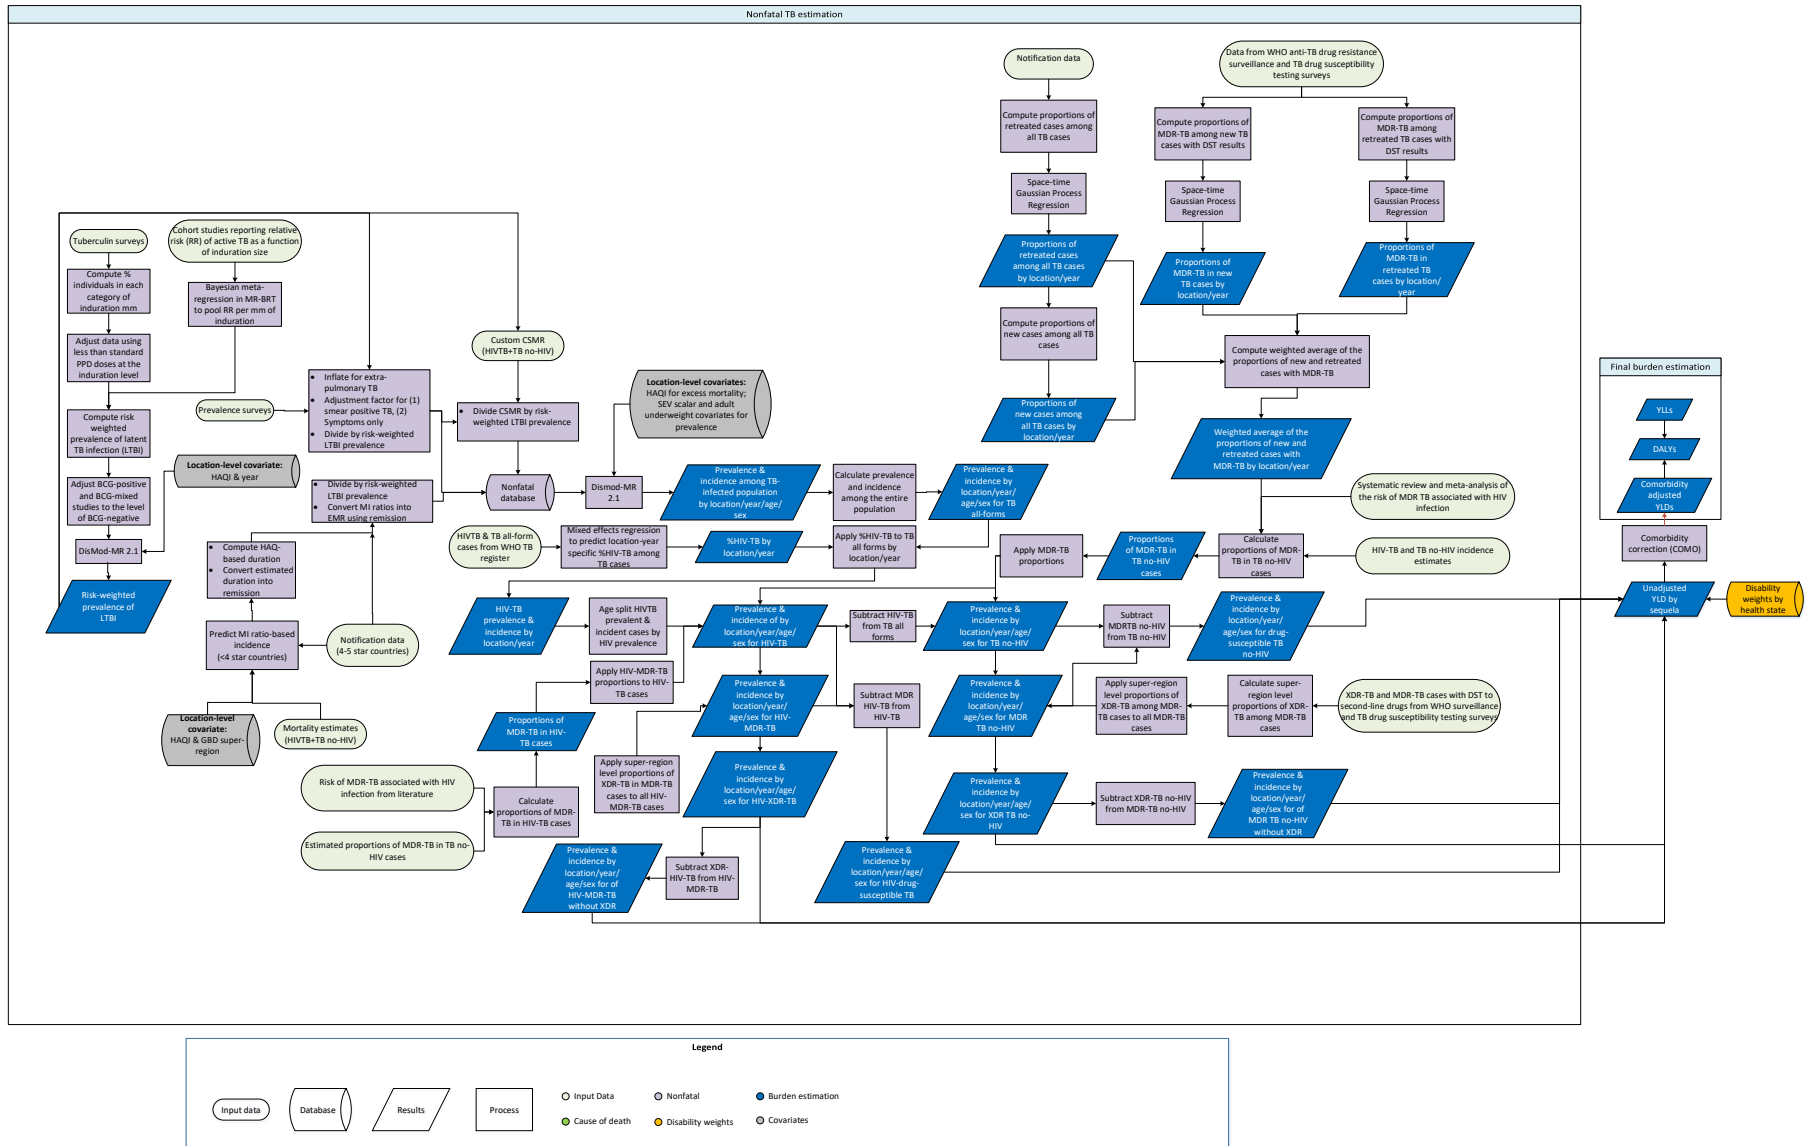 Nonfatal TB estimation
Notification data
Data from WHO anti-TB drug resistance
surveillance and TB drug susceptibility
testing surveys
Compute proportions of
retreated cases among
all TB cases
Compute proportions of
MDR-TB among new TB
cases with DST results
Compute proportions of
MDR-TB among
retreated TB cases with
DST results
Space-time
Gaussian Process
Regression
Space-time
Gaussian Process
Regression
Space-time
Gaussian Process
Regression
Proportions of
retreated cases
among all TB cases
by location/year
Proportions of
MDR-TB in new
TB cases by
location/year
Proportions of
MDR-TB in
retreated TB
cases by location/
year
Tuberculin surveys
Cohort studies reporting relative
risk (RR) of active TB as a function
of induration size
Compute %
individuals in each
category of
induration mm
Bayesian meta-
regression in MR-BRT
to pool RR per mm of
induration
Adjust data using
less than standard
PPD doses at the
induration level
Compute proportions of
new cases among all TB
cases
Custom CSMR
(HIVTB+TB no-HIV)
Compute weighted average of the
proportions of new and retreated
cases with MDR-TB
Final burden estimation
Prevalence surveys
• Inflate for extra-
pulmonary TB
• Adjustment factor for (1)
smear positive TB, (2)
Symptoms only
• Divide by risk-weighted
LTBI prevalence
• Divide CSMR by risk-
weighted LTBI prevalence
Location-level covariates:
HAQI for excess mortality;
SEV scalar and adult
underweight covariates for
prevalence
Proportions of
new cases among
all TB cases by
location/year
YLLs
DALYs
Comorbidity
adjusted
YLDs
Compute risk
weighted
prevalence of latent
TB infection (LTBI)
Weighted average of the
proportions of new and
retreated cases with
MDR-TB by location/year
Location-level covariate:
HAQI & year
Adjust BCG-positive
and BCG-mixed
studies to the level
of BCG-negative
• Divide by risk-weighted
LTBI prevalence
• Convert MI ratios into
EMR using remission
Nonfatal
database
Dismod-MR
2.1
Prevalence &
incidence among TB-
infected population
by location/year/age/
sex
Calculate prevalence
and incidence
among the entire
population
Prevalence &
incidence by
location/year/
age/sex for TB
all-forms
Systematic review and meta-analysis of
the risk of MDR TB associated with HIV
infection
DisMod-MR 2.1
• Compute HAQ-
based duration
• Convert estimated
duration into
remission
HIVTB & TB all-form
cases from WHO TB
register
Mixed effects regression
to predict location-year
specific %HIV-TB among
TB cases
%HIV-TB by
location/year
Apply %HIV-TB to TB
all forms by
location/year
Apply MDR-TB
proportions
Proportions
of MDR-TB in
TB no-HIV
cases
Calculate
proportions of MDR-
TB in TB no-HIV
cases
HIV-TB and TB no-HIV incidence
estimates
Comorbidity
correction (COMO)
Risk-weighted
prevalence of
LTBI
HIV-TB
prevalence &
incidence by
location/year
Age split HIVTB
prevalent &
incident cases by
HIV prevalence
Prevalence &
incidence of by
location/year/age/
sex for HIV-TB
Subtract HIV-TB
from TB all
forms
Prevalence &
incidence by
location/year/age/
sex for TB no-HIV
Subtract
MDRTB no-HIV
from TB no-HIV
Prevalence &
incidence by
location/year/
age/sex for drug-
susceptible TB
no-HIV
Unadjusted
YLD by
sequela
Disability
weights by
health state
Predict MI ratio-based
incidence
(<4 star countries)
Notification data
(4-5 star countries)
Apply HIV-MDR-TB
proportions to HIV-
TB cases
Prevalence &
incidence by
location/year/
age/sex for HIV-
MDR-TB
Subtract MDR
HIV-TB from
HIV-TB
Prevalence &
incidence by
location/year/
age/sex for MDR
TB no-HIV
Apply super-region
level proportions of
XDR-TB among MDR-
TB cases to all MDR-TB
cases
Calculate super-
region level
proportions of XDR-
TB among MDR-TB
cases
XDR-TB and MDR-TB cases with DST to
second-line drugs from WHO surveillance
and TB drug susceptibility testing surveys
Location-level
covariate:
HAQI & GBD super-
region
Mortality estimates
(HIVTB+TB no-HIV)
Proportions of
MDR-TB in HIV-
TB cases
Risk of MDR-TB associated with HIV
infection from literature
Calculate
proportions of MDR-
TB in HIV-TB cases
Apply super-region
level proportions of
XDR-TB in MDR-TB
cases to all HIV-
MDR-TB cases
Prevalence &
incidence by
location/year/age/
sex for HIV-XDR-TB
Prevalence &
incidence by
location/year/age/
sex for XDR TB no-
HIV
Subtract XDR-TB no-HIV
from MDR-TB no-HIV
Prevalence &
incidence by
location/year/
age/sex for of
MDR TB no-HIV
without XDR
Estimated proportions of MDR-TB in TB no-
HIV cases
Prevalence &
incidence by
location/year/
age/sex for of
HIV-MDR-TB
without XDR
Subtract XDR-
HIV-TB from HIV-
MDR-TB
Prevalence &
incidence by
location/year/age/
sex for HIV-drug-
susceptible TB
Legend
Input data
Database
Results
Process
Input Data
Nonfatal
Burden estimation
Cause of death
Disability weights
Covariates